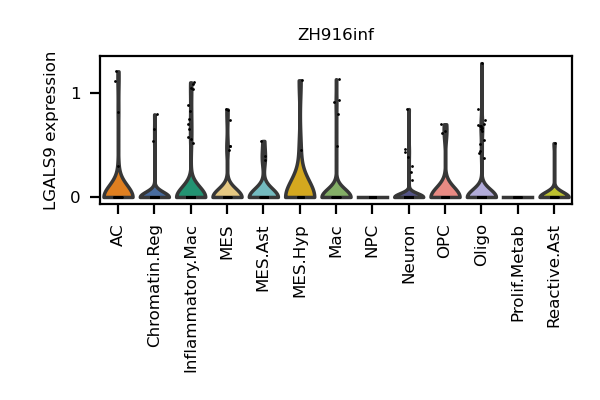 ZH916inf
LGALS9 expression
1
0
AC
Chromatin.Reg
Inflammatory.Mac
MES
MES.Ast
MES.Hyp
Mac
NPC
Neuron
OPC
Oligo
Prolif.Metab
Reactive.Ast